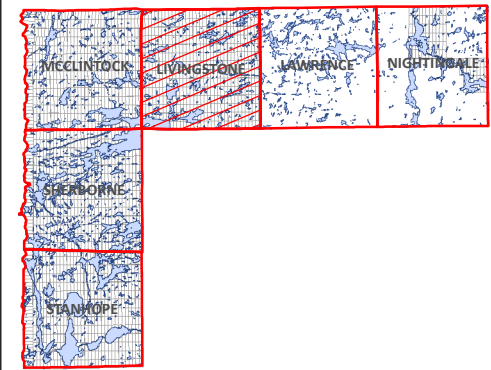 MCCLINTOCK
LIVINGSTONE
LAWRENCE
NIGHTINGALE
SHERBORNE
STANHOPE